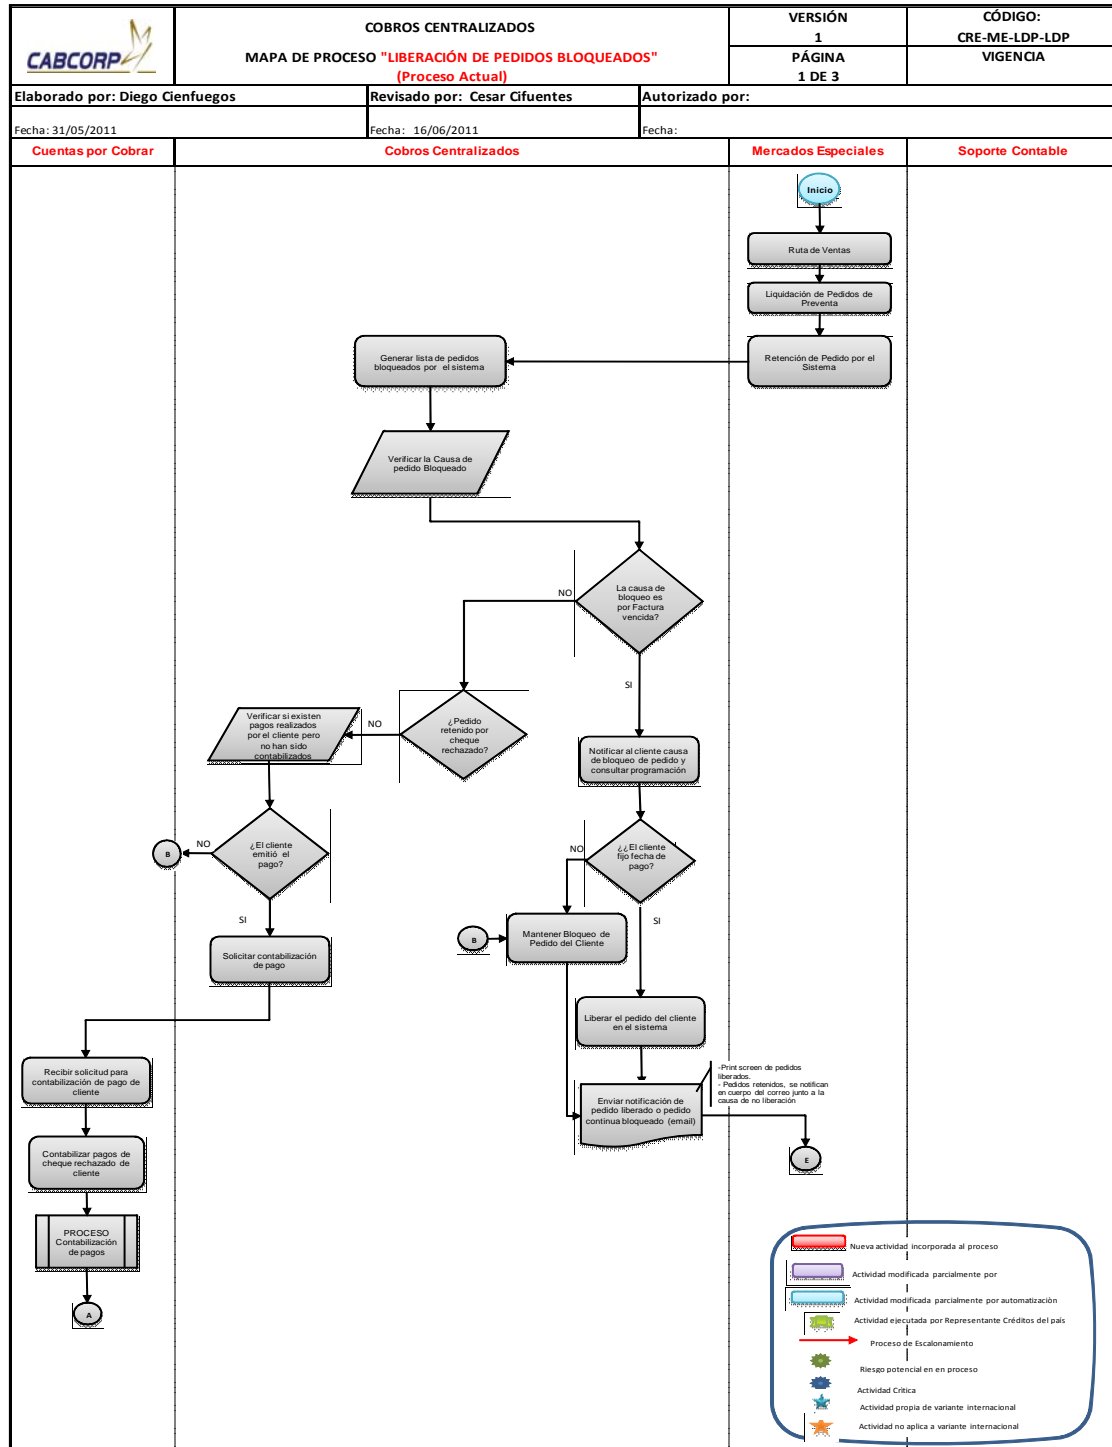 CABCORP
COBROS CENTRALIZADOS
MAPA DE PROCESO "LIBERACIÓN DE PEDIDOS BLOQUEADOS"
(Proceso Actual)
VERSIÓN
1
PÁGINA
1 DE 3
CÓDIGO:
CRE-ME-LDP-LDP
VIGENCIA
Elaborado por: Diego Cienfuegos
Revisado por: Cesar Cifuentes
Autorizado por:
Fecha: 31/05/2011
Fecha: 16/06/2011
Fecha:
Cuentas por Cobrar
Cobros Centralizados
Mercados Especiales
Soporte Contable
Inicio
Ruta de Ventas
Liquidación de Pedidos de
Preventa
Retención de Pedido por el
Sistema
Generar lista de pedidos
bloqueados por el sistema
Verificar la Causa de
pedido Bloqueado
La causa de
bloqueo es
por Factura
vencida?
NO
SI
¿Pedido
retenido por
cheque
rechazado?
NO
Verificar si existen
pagos realizados
por el cliente pero
no han sido
contabilizados
Notificar al cliente causa
de bloqueo de pedido y
consultar programación
¿El cliente
emitió el
pago?
NO
B
SI
¿¿El cliente
fijo fecha de
pago?
NO
SI
B
Mantener Bloqueo de
Pedido del Cliente
Solicitar contabilización
de pago
Liberar el pedido del cliente
en el sistema
Recibir solicitud para
contabilización de pago de
cliente
-Print screen de pedidos
liberados.
- Pedidos retenidos, se notifican
en cuerpo del correo junto a la
causa de no liberación
Enviar notificación de
pedido liberado o pedido
continua bloqueado (email)
E
Contabilizar pagos de
cheque rechazado de
cliente
PROCESO
Contabilización
de pagos
A
Nueva actividad incorporada al proceso
Actividad modificada parcialmente por
Actividad modificada parcialmente por automatización
Actividad ejecutada por Representante Créditos del país
Proceso de Escalonamiento
Riesgo potencial en en proceso
Actividad Crítica
Actividad propia de variante internacional
Actividad no aplica a variante internacional